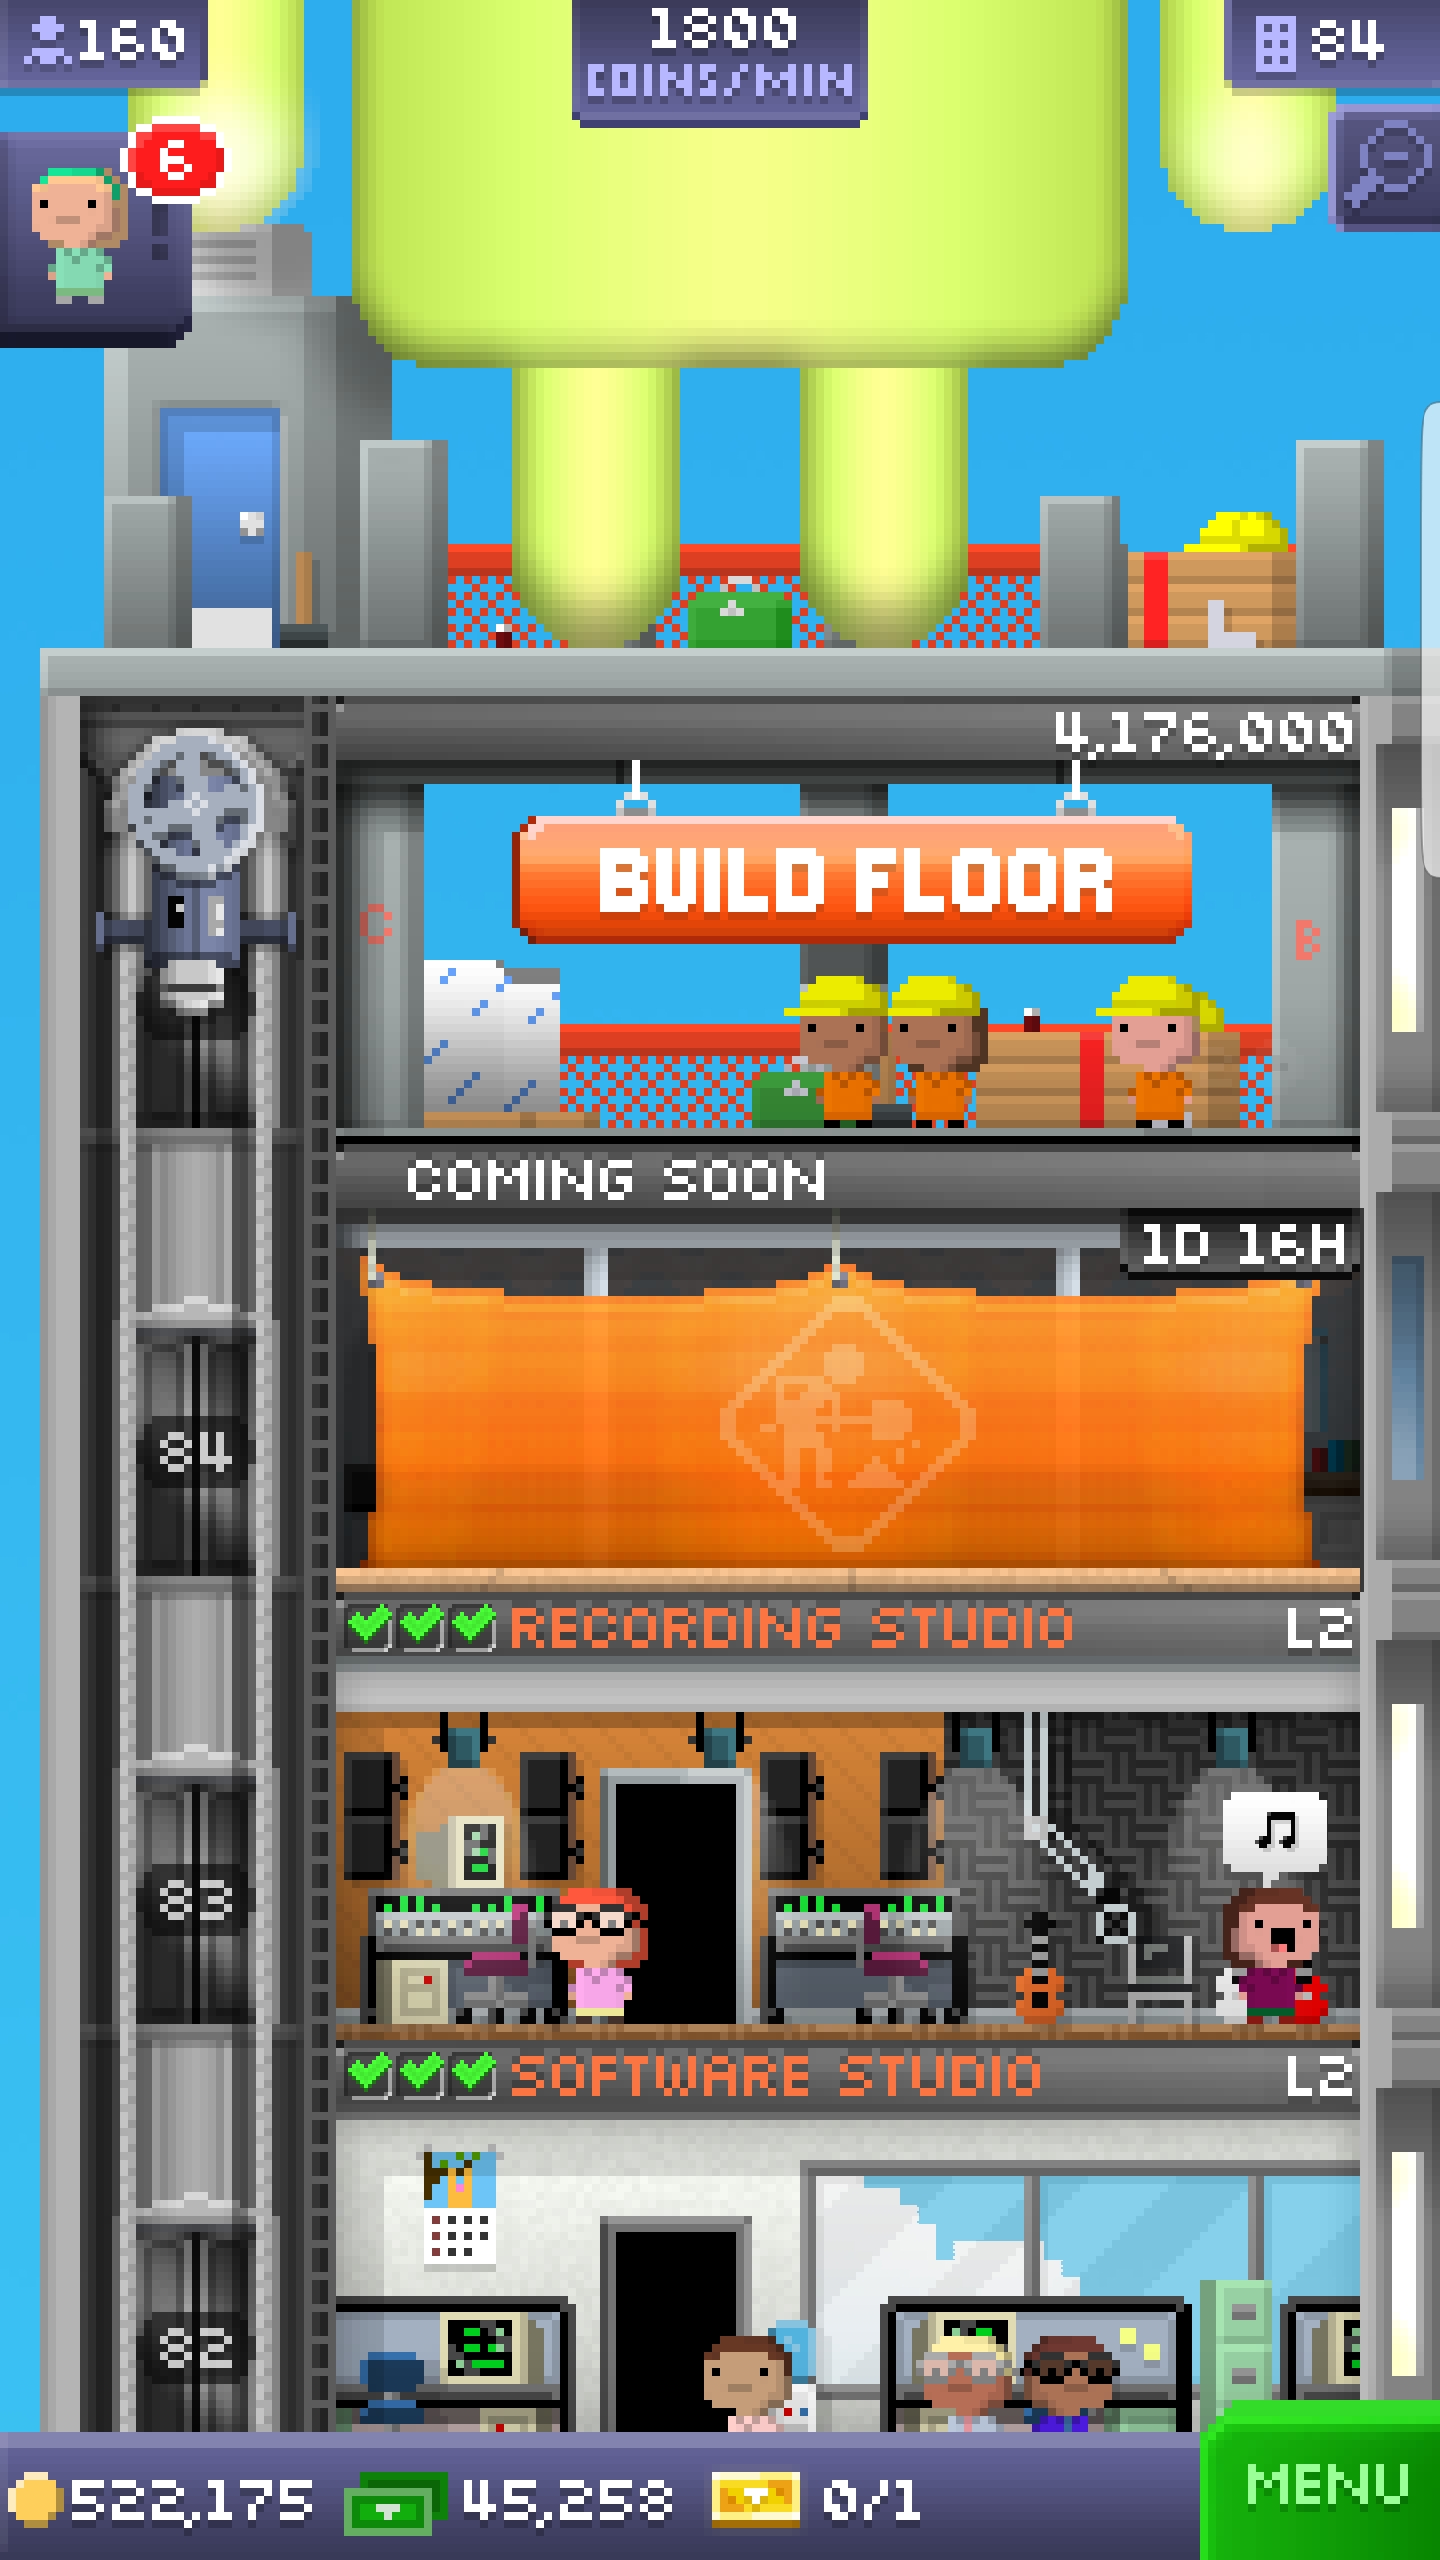 160
1800
COINS/MIN
84
6
4,176,000
BUILD FLOOR
C
B
COMING SOON
1D 16H
84
RECORDING STUDIO L2
83
SOFTWARE STUDIO L2
82
522,175 45,258 0/1
MENU